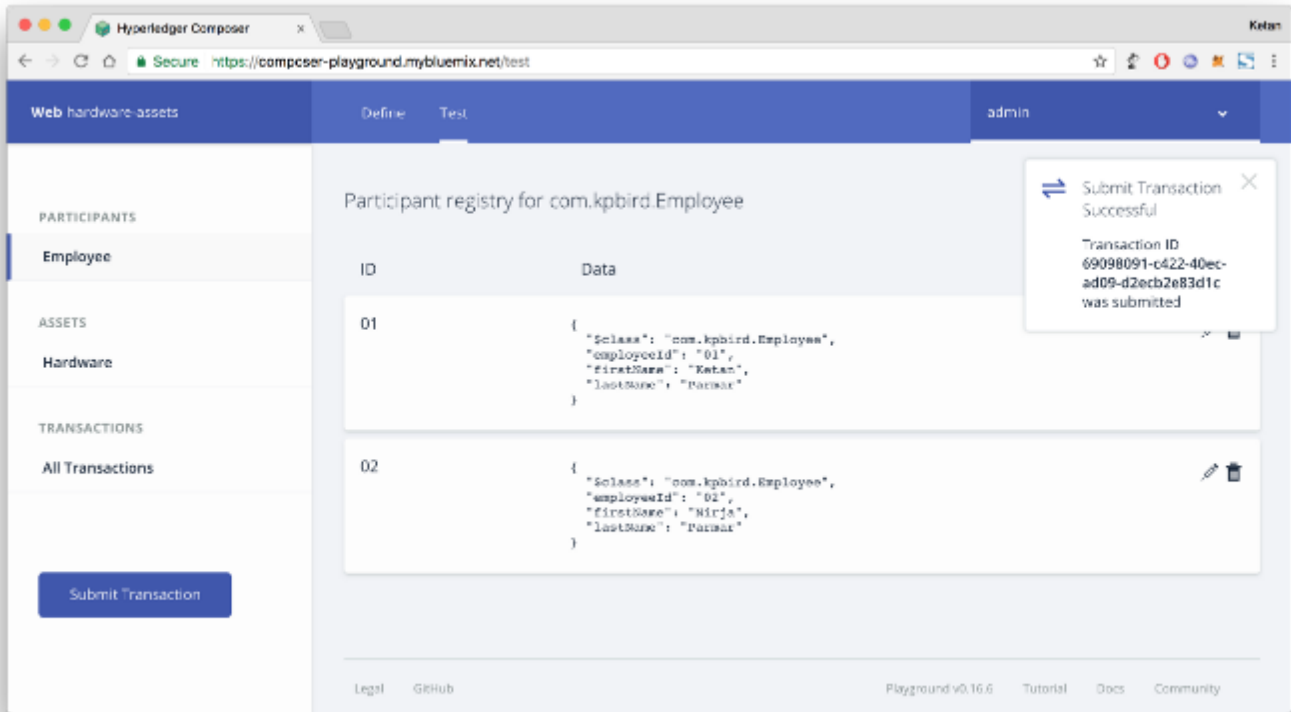 Hyperledger Composer
Ketan
Secure https://composer-playground.mybluemix.net/test
Web hardware-assets
Define Test
admin
Submit Transaction
Successful
Transaction ID
69098091-c422-40ec-
ad09-d2ecb2e83d1c
was submitted
Participant registry for com.kpbird.Employee
PARTICIPANTS
Employee
ASSETS
Hardware
TRANSACTIONS
All Transactions
Submit Transaction
ID Data
01
{
"$class": "com.kpbird.Employee",
"employeeId": "01",
"firstName": "Ketan",
"lastName": "Parmar"
}
02
{
"$class": "com.kpbird.Employee",
"employeeId": "02",
"firstName": "Nirja",
"lastName": "Parmar"
}
Legal GitHub Playground v0.16.6 Tutorial Docs Community